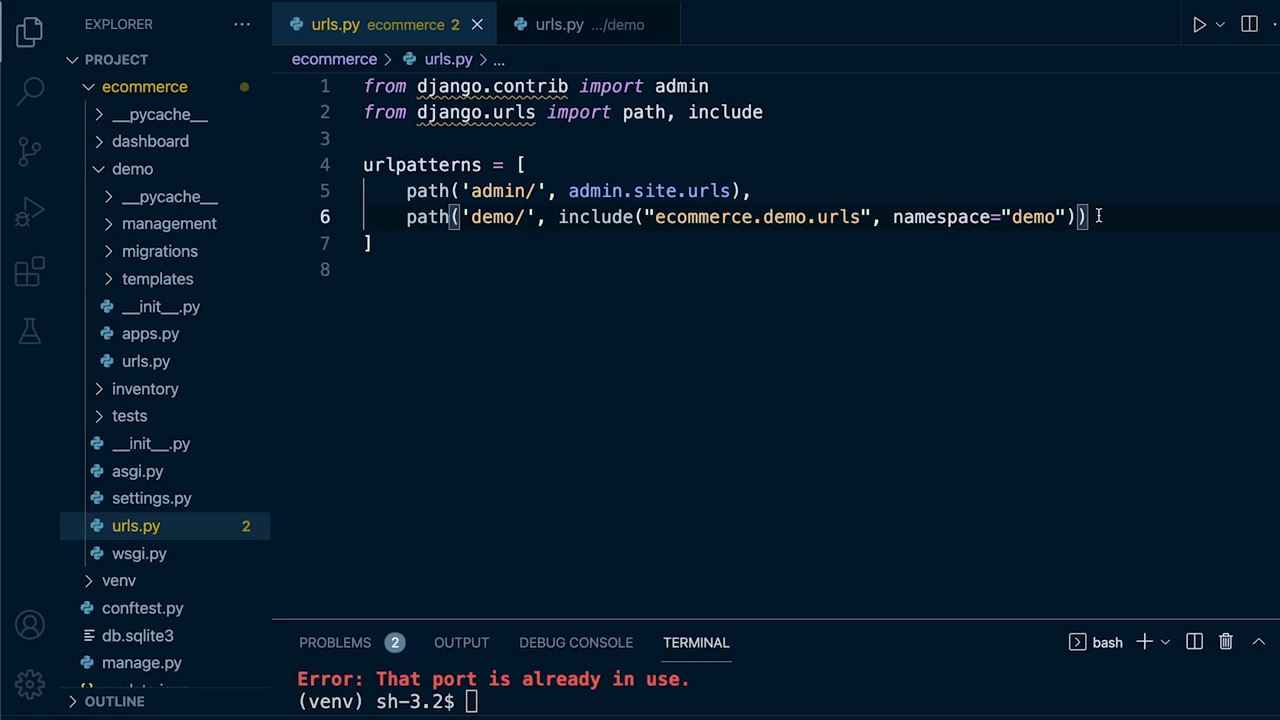 EXPLORER
PROJECT
ecommerce
__pycache__
dashboard
demo
__pycache__
management
migrations
templates
__init__.py
apps.py
urls.py
inventory
tests
__init__.py
asgi.py
settings.py
urls.py 2
wsgi.py
venv
conftest.py
db.sqlite3
manage.py
OUTLINE
urls.py ecommerce 2
urls.py .../demo
ecommerce > urls.py > ...
1 from django.contrib import admin
2 from django.urls import path, include
3
4 urlpatterns = [
5 path('admin/', admin.site.urls),
6 path('demo/', include("ecommerce.demo.urls", namespace="demo"))
7 ]
8
PROBLEMS 2 OUTPUT DEBUG CONSOLE TERMINAL bash
Error: That port is already in use.
(venv) sh-3.2$